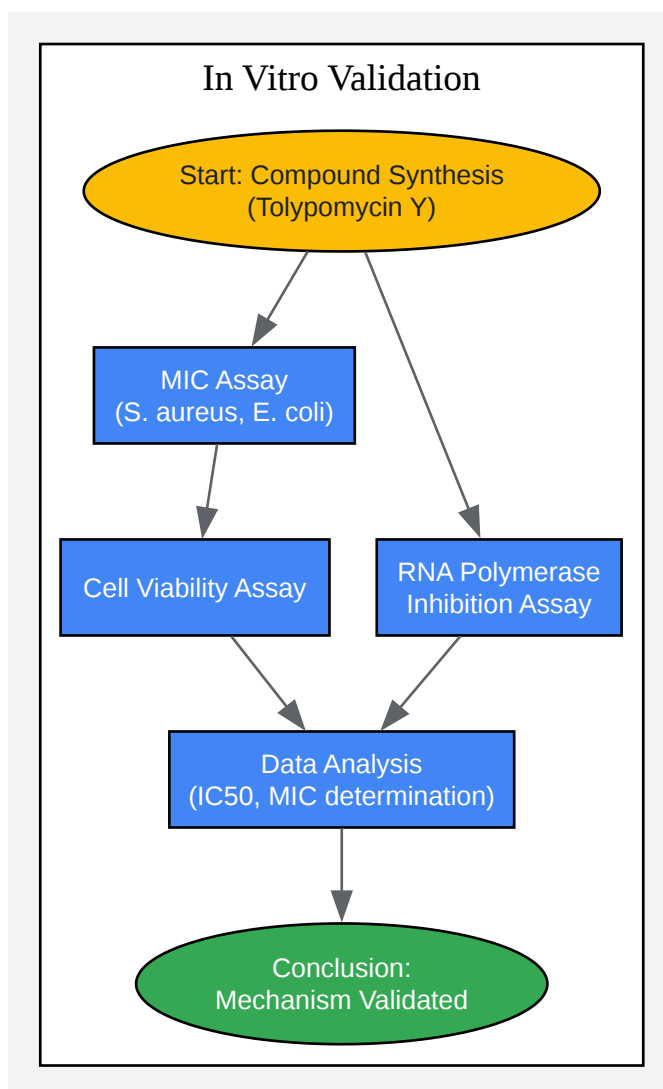 In Vitro Validation
Start: Compound Synthesis
(Tolypomycin Y)
MIC Assay
(S. aureus, E. coli)
Cell Viability Assay
RNA Polymerase
Inhibition Assay
Data Analysis
(IC50, MIC determination)
Conclusion:
Mechanism Validated